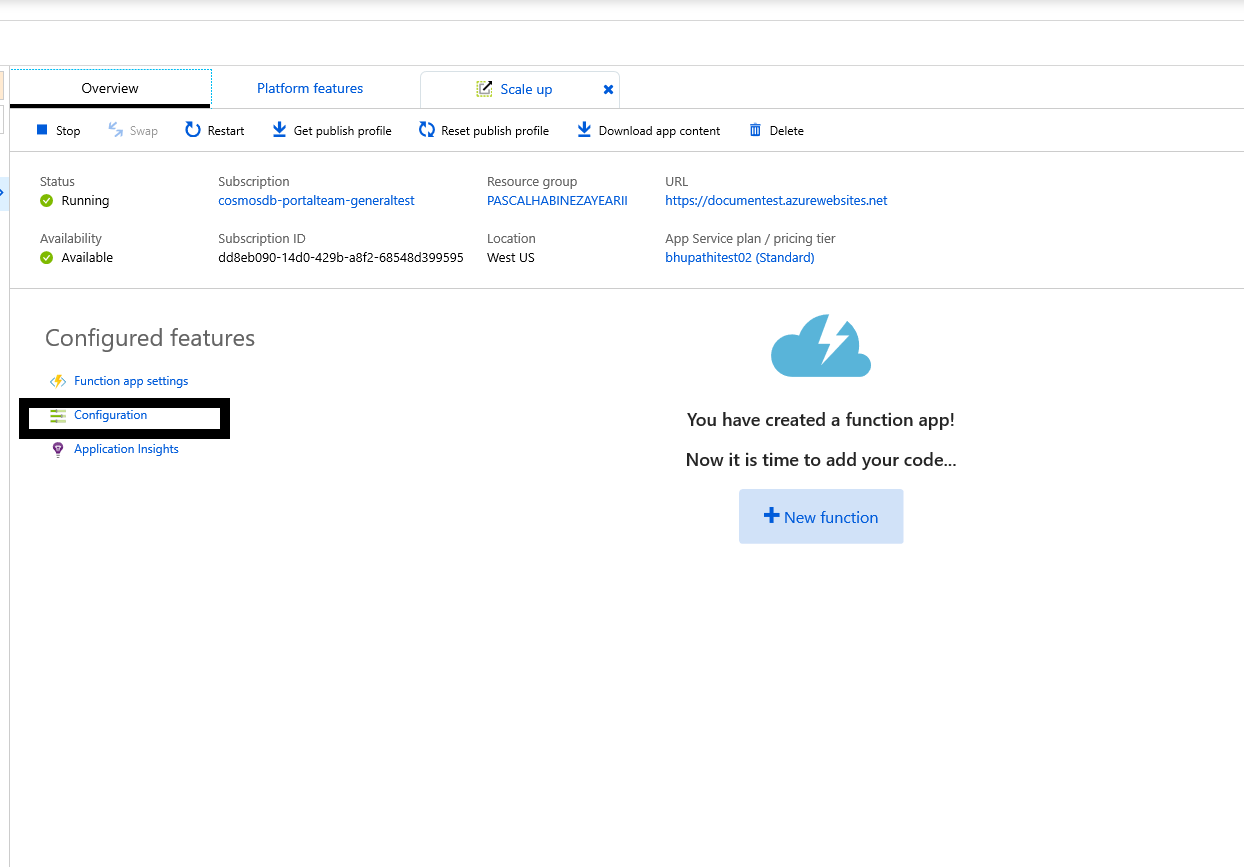 Overview
Platform features
Scale up
Stop
Swap
Restart
Get publish profile
Reset publish profile
Download app content
Delete
Status
Running
Subscription
cosmosdb-portalteam-generaltest
Resource group
PASCALHABINEZAYEARII
URL
https://documentest.azurewebsites.net
Availability
Available
Subscription ID
dd8eb090-14d0-429b-a8f2-68548d399595
Location
West US
App Service plan / pricing tier
bhupathitest02 (Standard)
Configured features
Function app settings
Configuration
Application Insights
You have created a function app!
Now it is time to add your code...
New function